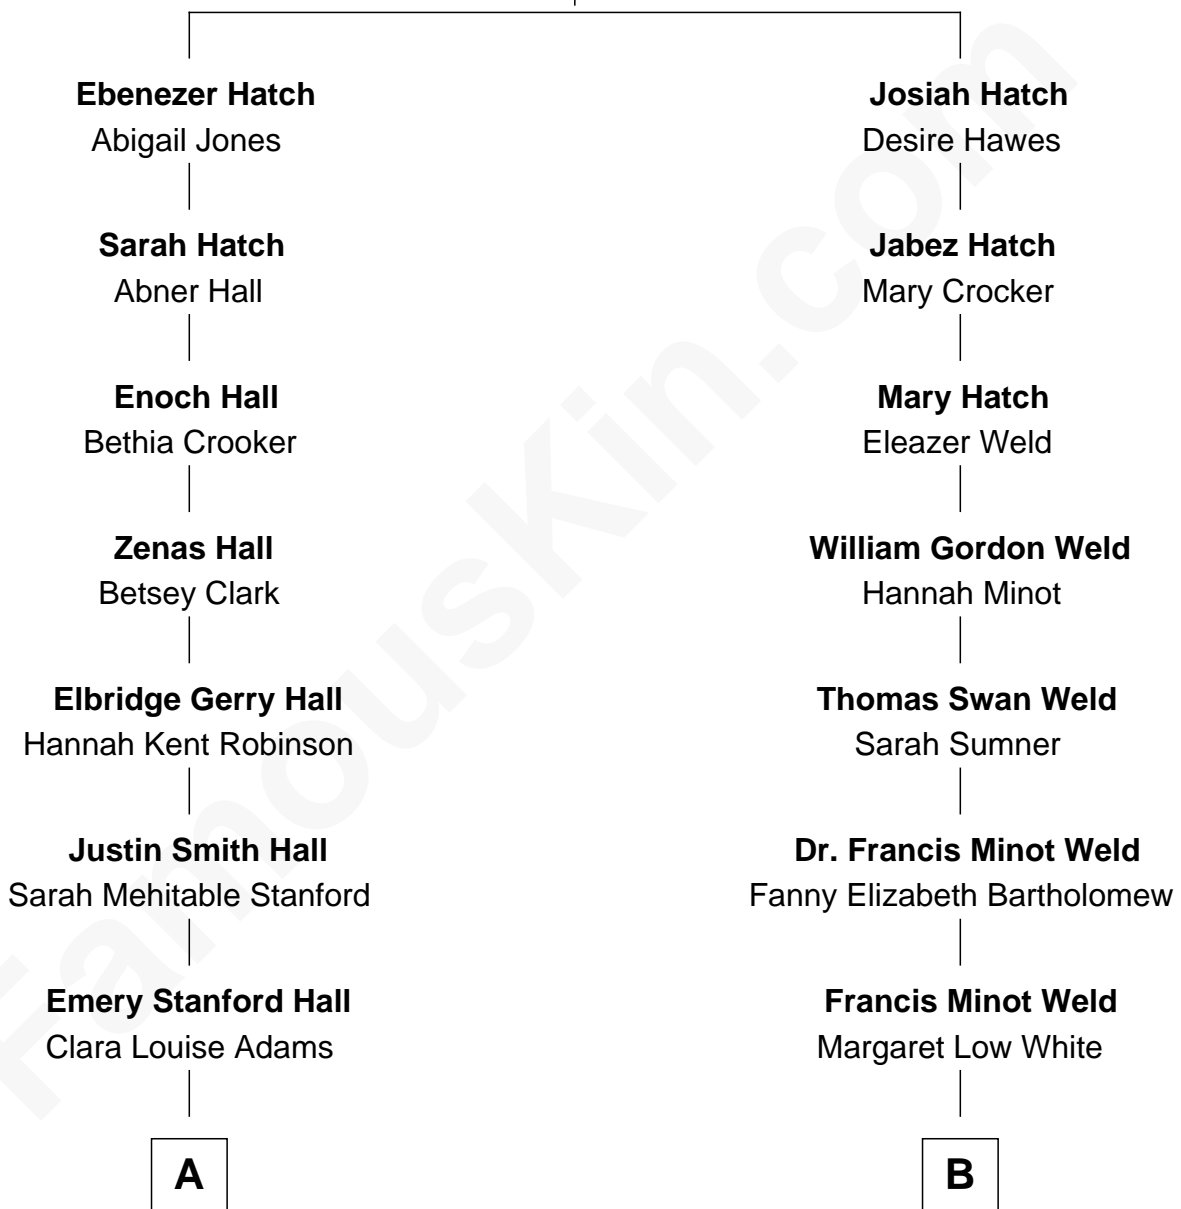 Ebenezer Hatch
Abigail Jones
Sarah Hatch
Abner Hall
Enoch Hall
Bethia Crooker
Zenas Hall
Betsey Clark
Elbridge Gerry Hall
Hannah Kent Robinson
Justin Smith Hall
Sarah Mehitable Stanford
Emery Stanford Hall
Clara Louise Adams
A
Josiah Hatch
Desire Hawes
Jabez Hatch
Mary Crocker
Mary Hatch
Eleazer Weld
William Gordon Weld
Hannah Minot
Thomas Swan Weld
Sarah Sumner
Dr. Francis Minot Weld
Fanny Elizabeth Bartholomew
Francis Minot Weld
Margaret Low White
B
FamousKin.com